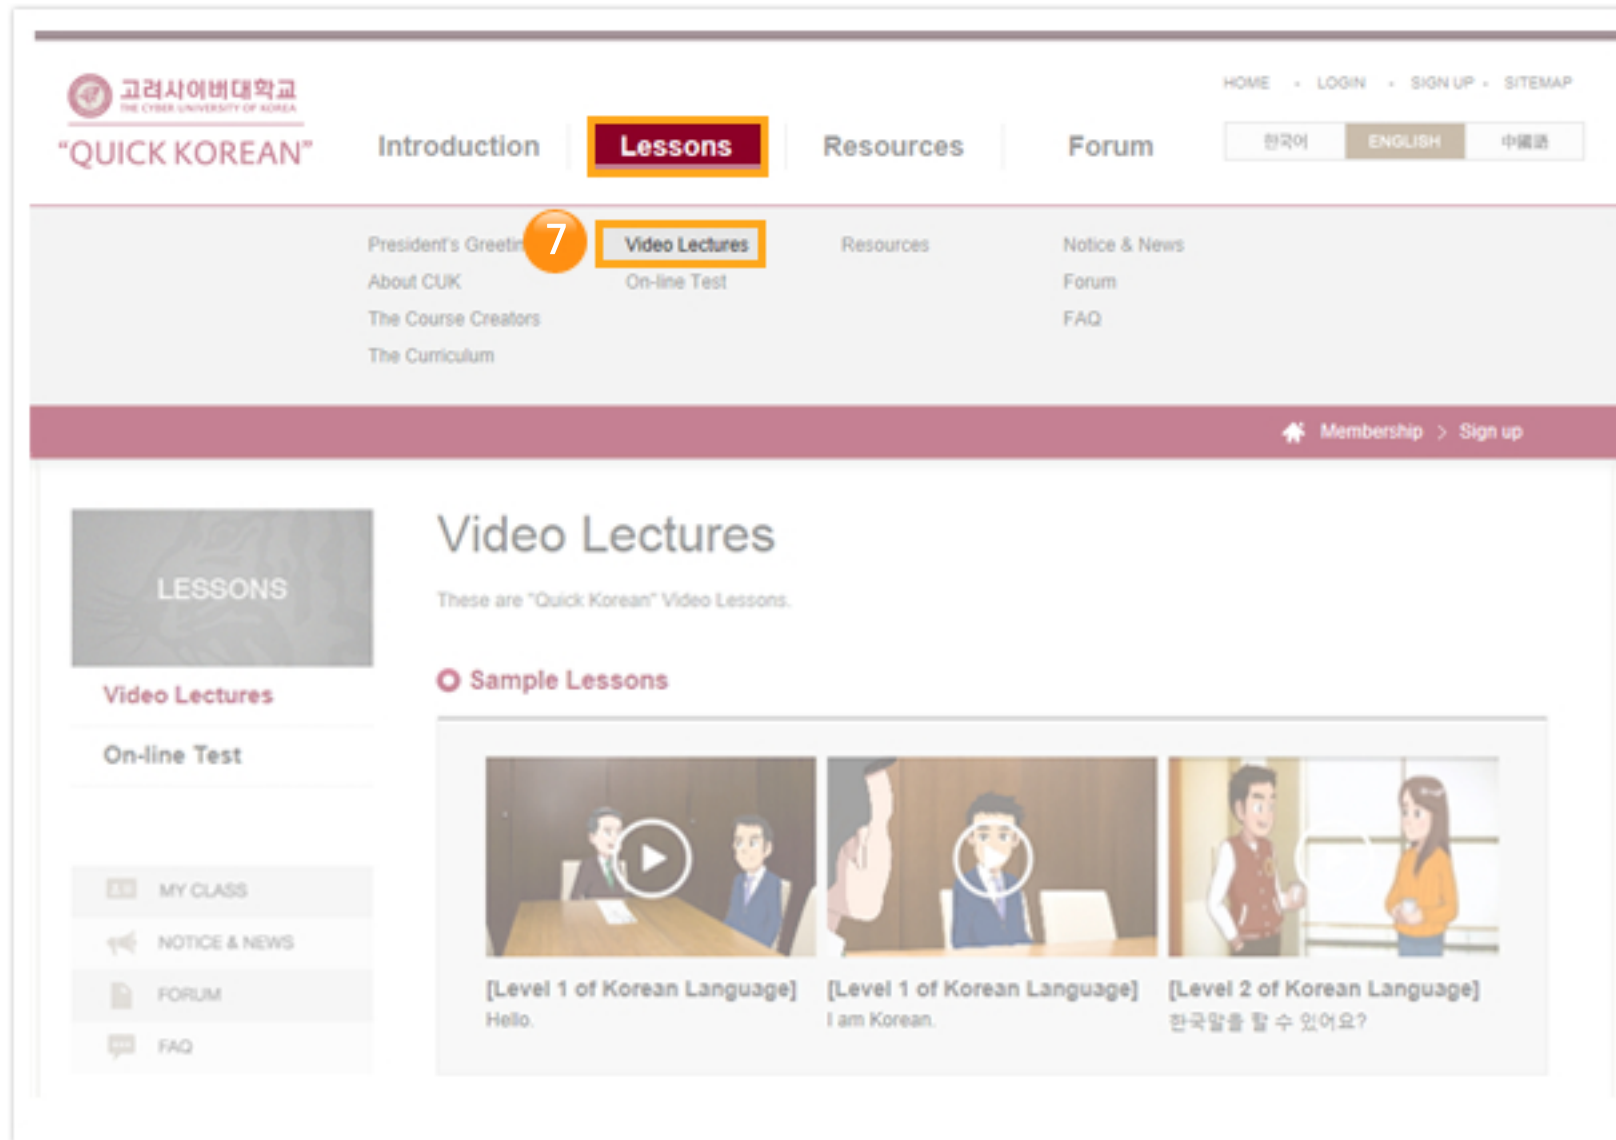 고려사이버대학교
THE CYBER UNIVERSITY OF KOREA
"QUICK KOREAN"
HOME - LOGIN - SIGN UP - SITEMAP
Introduction Lessons Resources Forum
한국어 ENGLISH 中國語
President's Greetin 7 Video Lectures Resources Notice & News
About CUK On-line Test Forum
The Course Creators FAQ
The Curriculum
Membership > Sign up
LESSONS
Video Lectures
On-line Test
MY CLASS
NOTICE & NEWS
FORUM
FAQ
Video Lectures
These are "Quick Korean" Video Lessons.
Sample Lessons
[Level 1 of Korean Language]
Hello.
[Level 1 of Korean Language]
I am Korean.
[Level 2 of Korean Language]
한국말을 할 수 있어요?